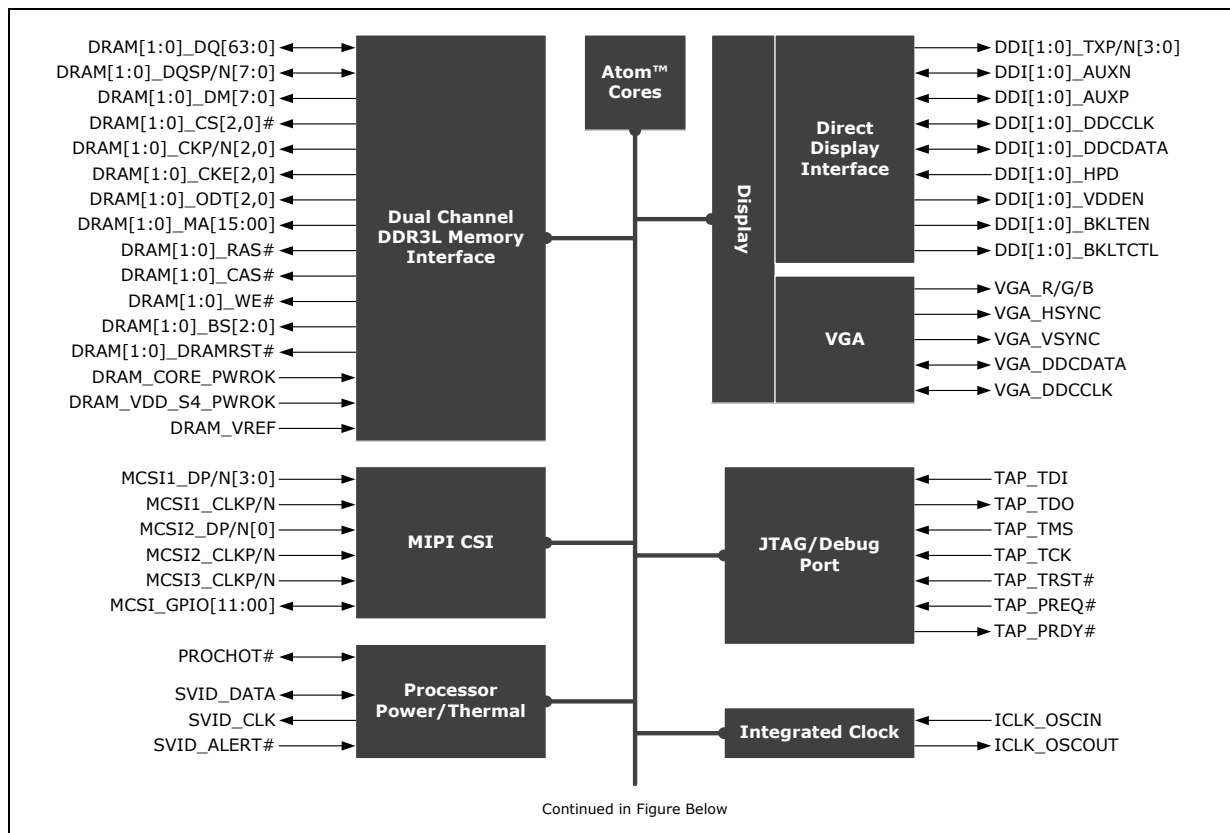 DRAM[1:0]_DQ[63:0]
DRAM[1:0]_DQSP/N[7:0]
DRAM[1:0]_DM[7:0]
DRAM[1:0]_CS[2,0]#
DRAM[1:0]_CKP/N[2,0]
DRAM[1:0]_CKE[2,0]
DRAM[1:0]_ODT[2,0]
DRAM[1:0]_MA[15:00]
DRAM[1:0]_RAS#
DRAM[1:0]_CAS#
DRAM[1:0]_WE#
DRAM[1:0]_BS[2:0]
DRAM[1:0]_DRAMRST#
DRAM_CORE_PWROK
DRAM_VDD_S4_PWROK
DRAM_VREF
Dual Channel
DDR3L Memory
Interface
Atom™
Cores
Display
Direct
Display
Interface
DDI[1:0]_TXP/N[3:0]
DDI[1:0]_AUXN
DDI[1:0]_AUXP
DDI[1:0]_DDCCLK
DDI[1:0]_DDCDATA
DDI[1:0]_HPD
DDI[1:0]_VDDEN
DDI[1:0]_BKLTEN
DDI[1:0]_BKLTCTL
VGA
VGA_R/G/B
VGA_HSYNC
VGA_VSYNC
VGA_DDCDATA
VGA_DDCCLK
MCSI1_DP/N[3:0]
MCSI1_CLKP/N
MCSI2_DP/N[0]
MCSI2_CLKP/N
MCSI3_CLKP/N
MCSI_GPIO[11:00]
MIPI CSI
JTAG/Debug
Port
TAP_TDI
TAP_TDO
TAP_TMS
TAP_TCK
TAP_TRST#
TAP_PREQ#
TAP_PRDY#
PROCHOT#
SVID_DATA
SVID_CLK
SVID_ALERT#
Processor
Power/Thermal
Integrated Clock
ICLK_OSCIN
ICLK_OSCOUT
Continued in Figure Below